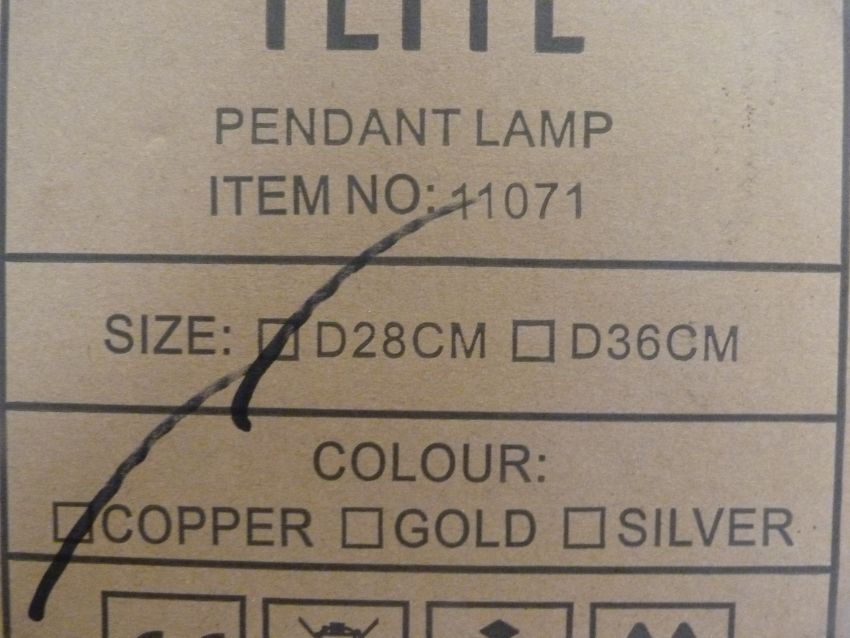 PENDANT LAMP
ITEM NO: 11071
SIZE: D28CM D36CM
COLOUR:
COPPER GOLD SILVER